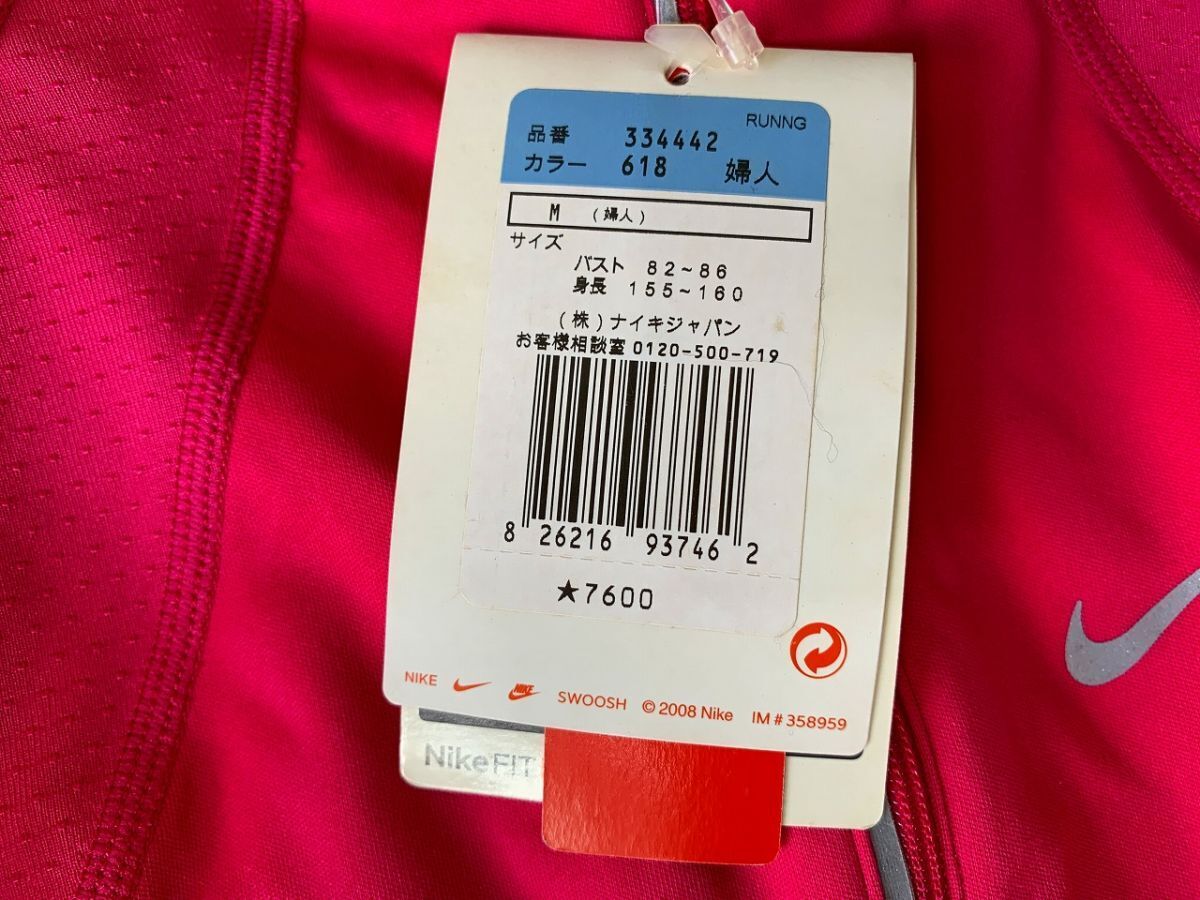 RUNNG
品番 334442
カラー 618 婦人
M (婦人)
サイズ
バスト 82~86
身長 155~160
(株)ナイキジャパン
お客様相談室 0120-500-719
8 26216 93746 2
★7600
NIKE NIKE SWOOSH © 2008 Nike IM # 358959
NikeFIT